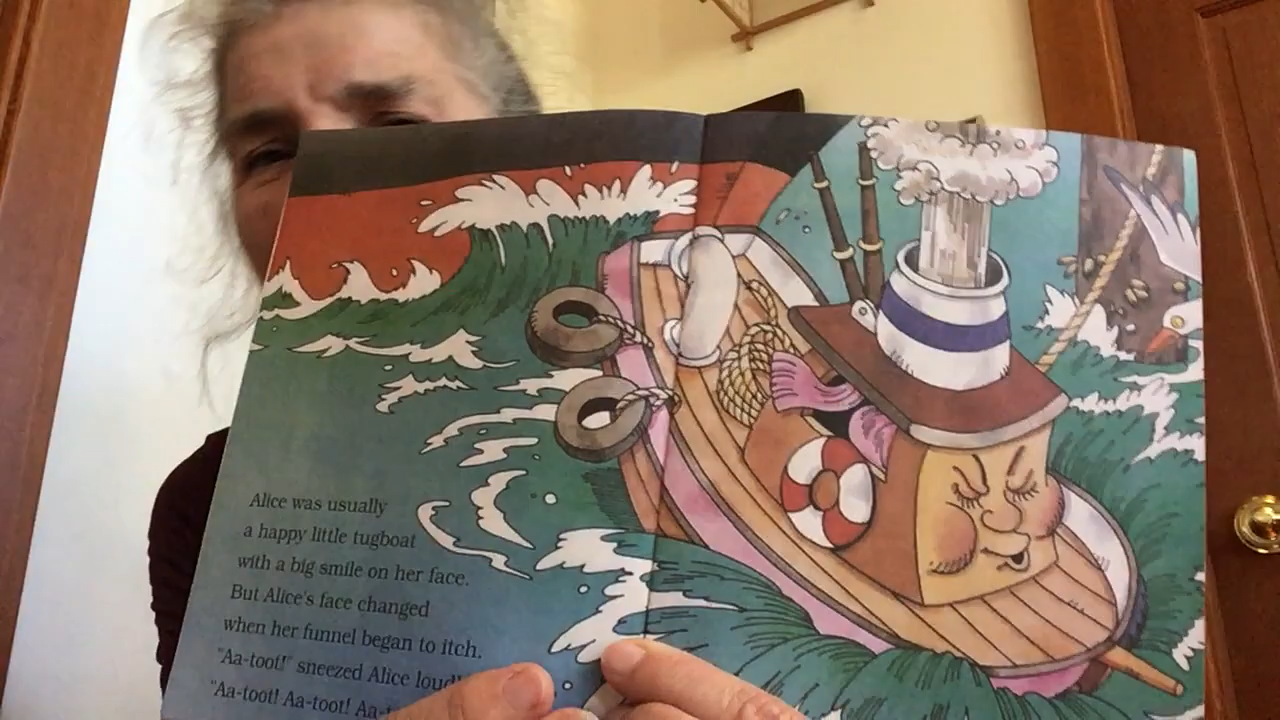 Alice was usually
a happy little tugboat
with a big smile on her face.
But Alice's face changed
when her funnel began to itch.
"Aa-toot!" sneezed Alice
"Aa-toot! Aa-toot!